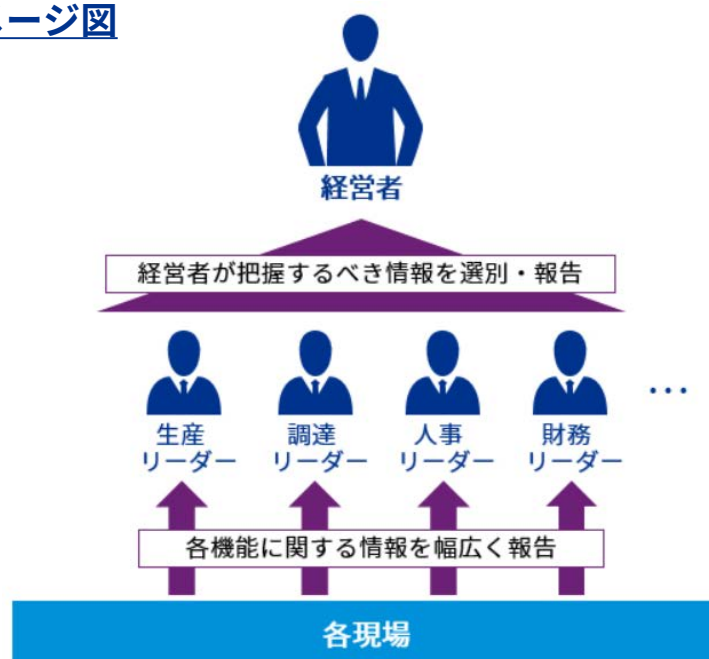 ージ図
経営者
経営者が把握するべき情報を選別・報告
生産
リーダー
調達
リーダー
人事
リーダー
財務
リーダー
…
各機能に関する情報を幅広く報告
各現場